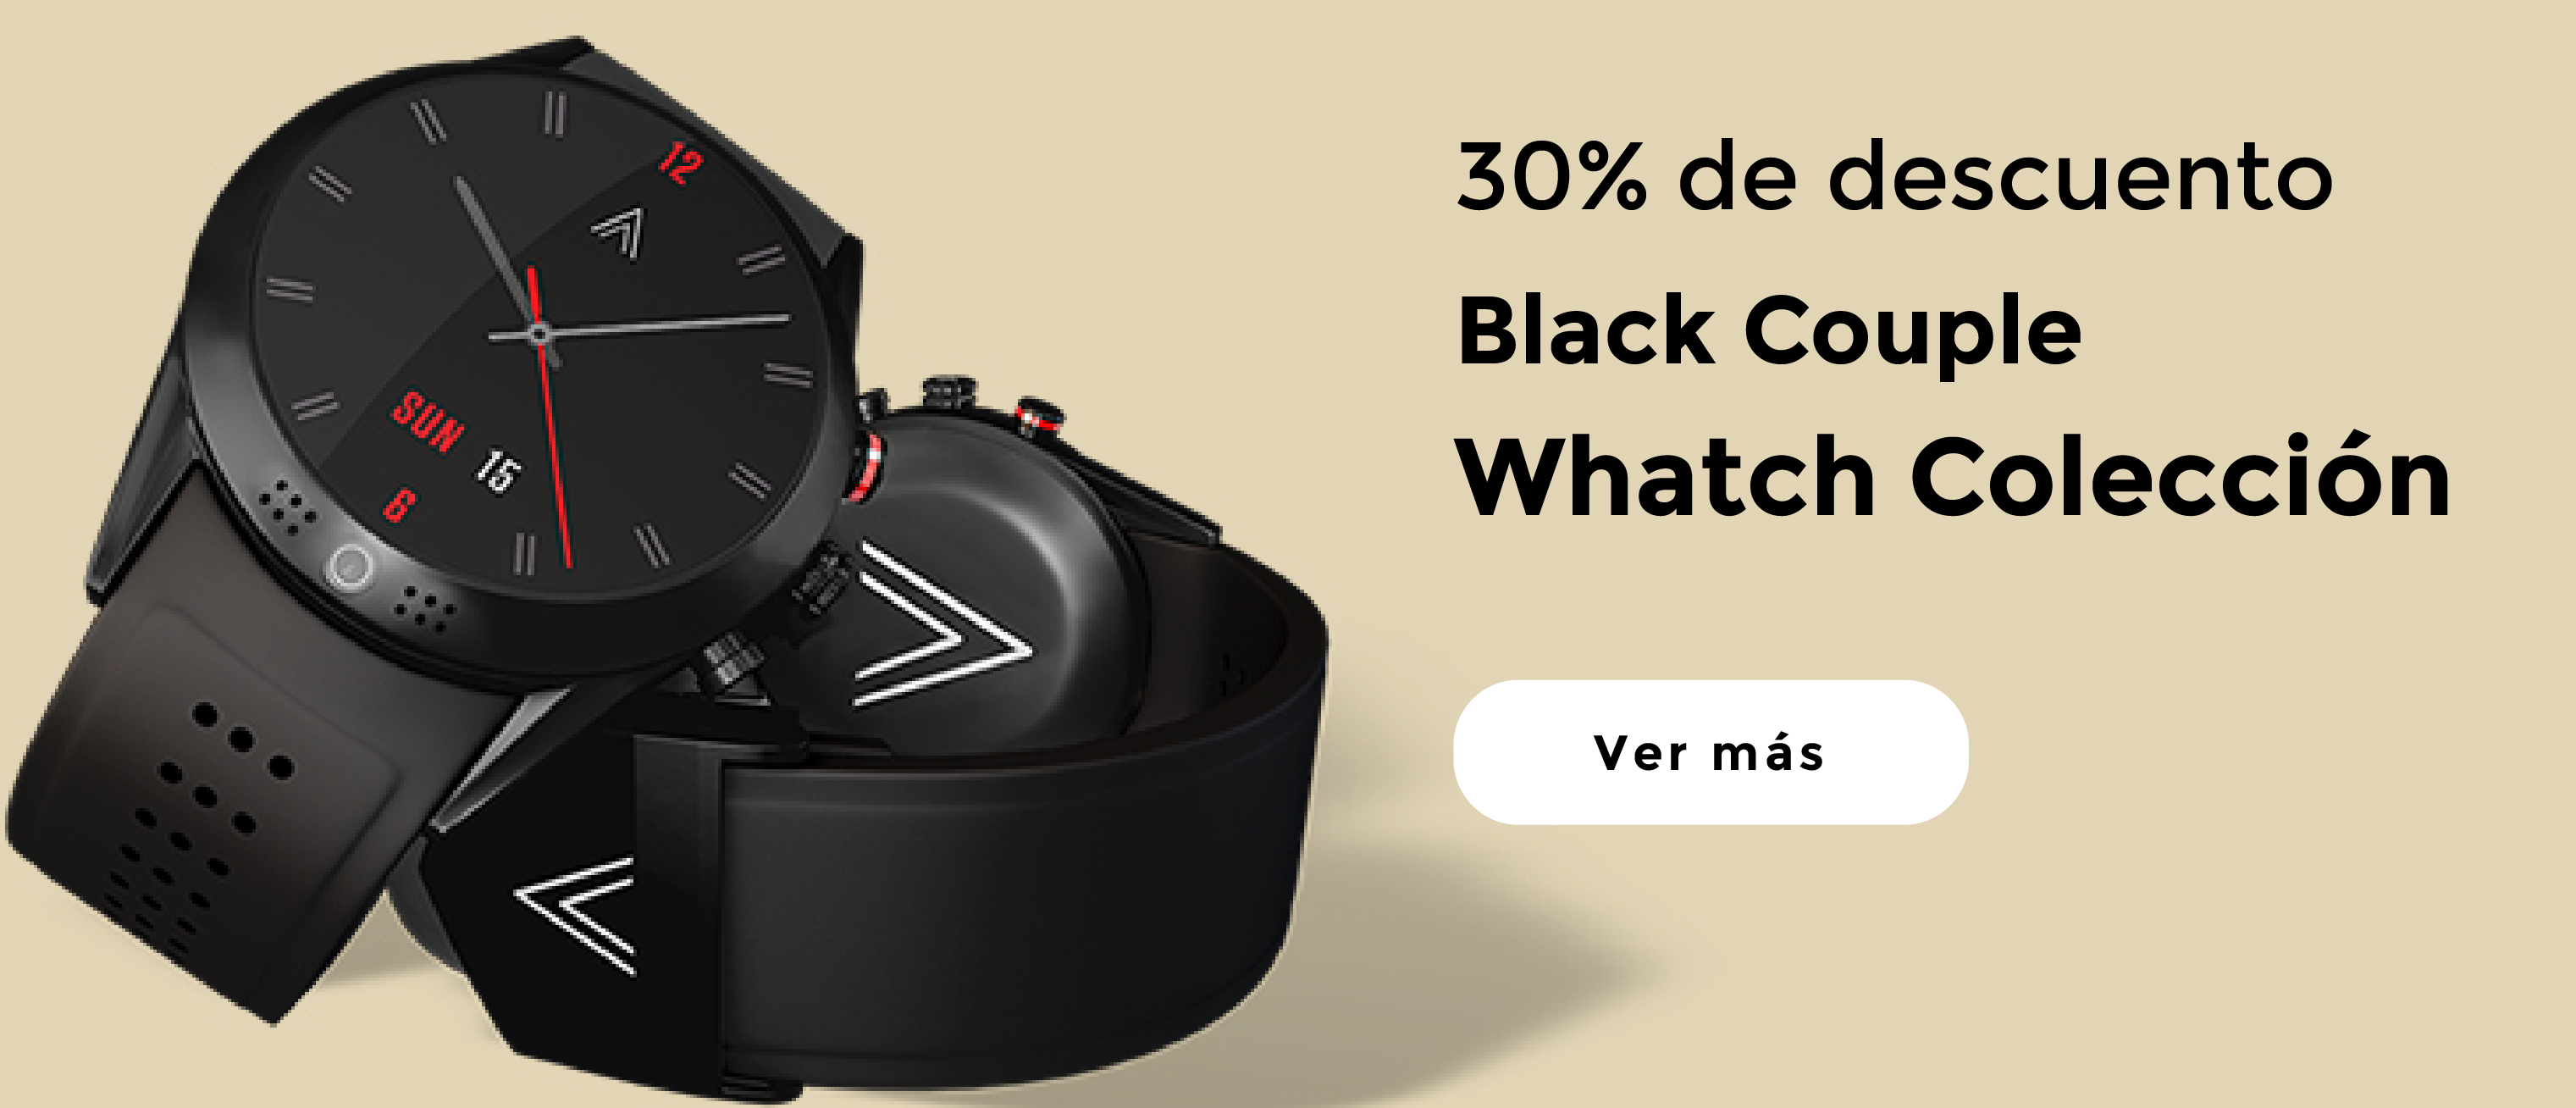 12
SUN 15
6
30% de descuento
Black Couple
Whatch Colección
Ver más